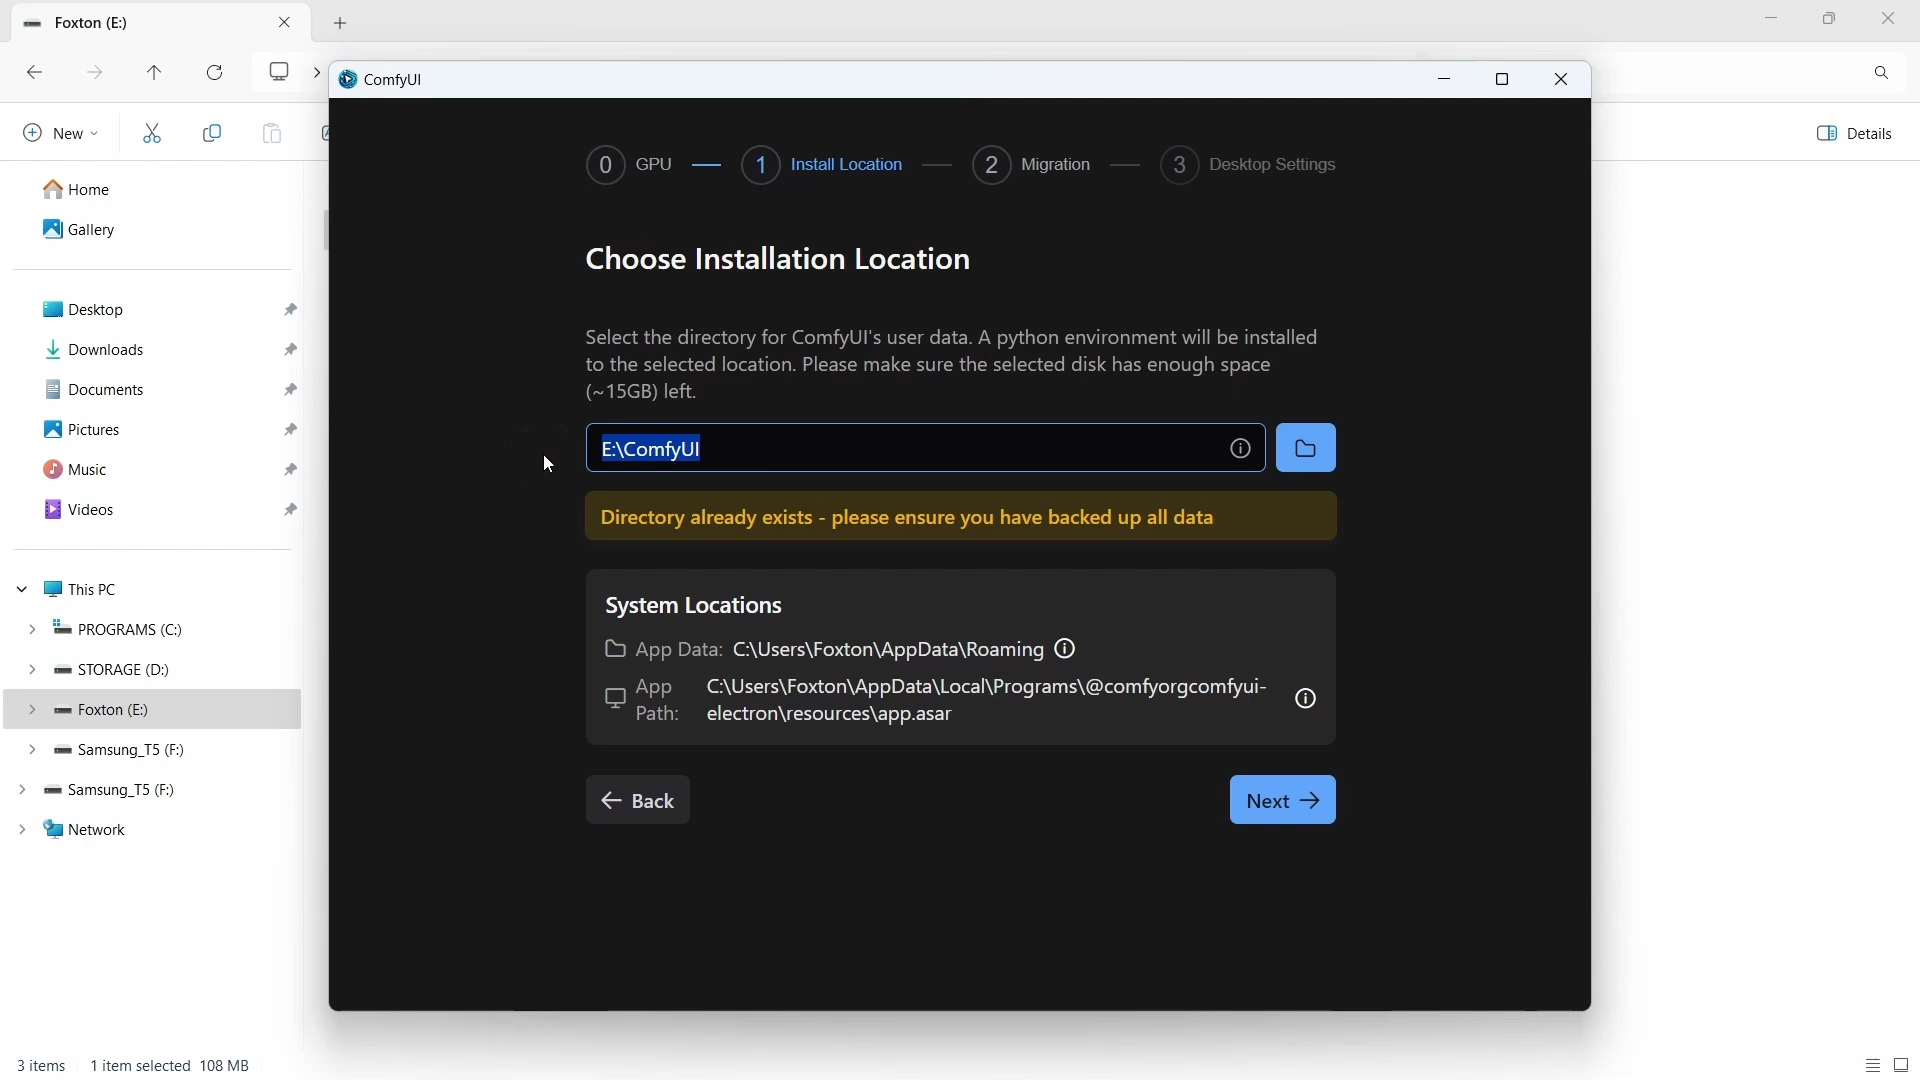 Foxton (E:)
ComfyUI
New
Details
Home
Gallery
Desktop
Downloads
Documents
Pictures
Music
Videos
This PC
PROGRAMS (C:)
STORAGE (D:)
Foxton (E:)
Samsung_T5 (F:)
Samsung_T5 (F:)
Network
3 items 1 item selected 108 MB
0 GPU 1 Install Location 2 Migration 3 Desktop Settings
Choose Installation Location
Select the directory for ComfyUI's user data. A python environment will be installed
to the selected location. Please make sure the selected disk has enough space
(~15GB) left.
E:\ComfyUI
Directory already exists - please ensure you have backed up all data
System Locations
App Data: C:\Users\Foxton\AppData\Roaming
App C:\Users\Foxton\AppData\Local\Programs\@comfyorgcomfyui-
Path: electron\resources\app.asar
Back
Next